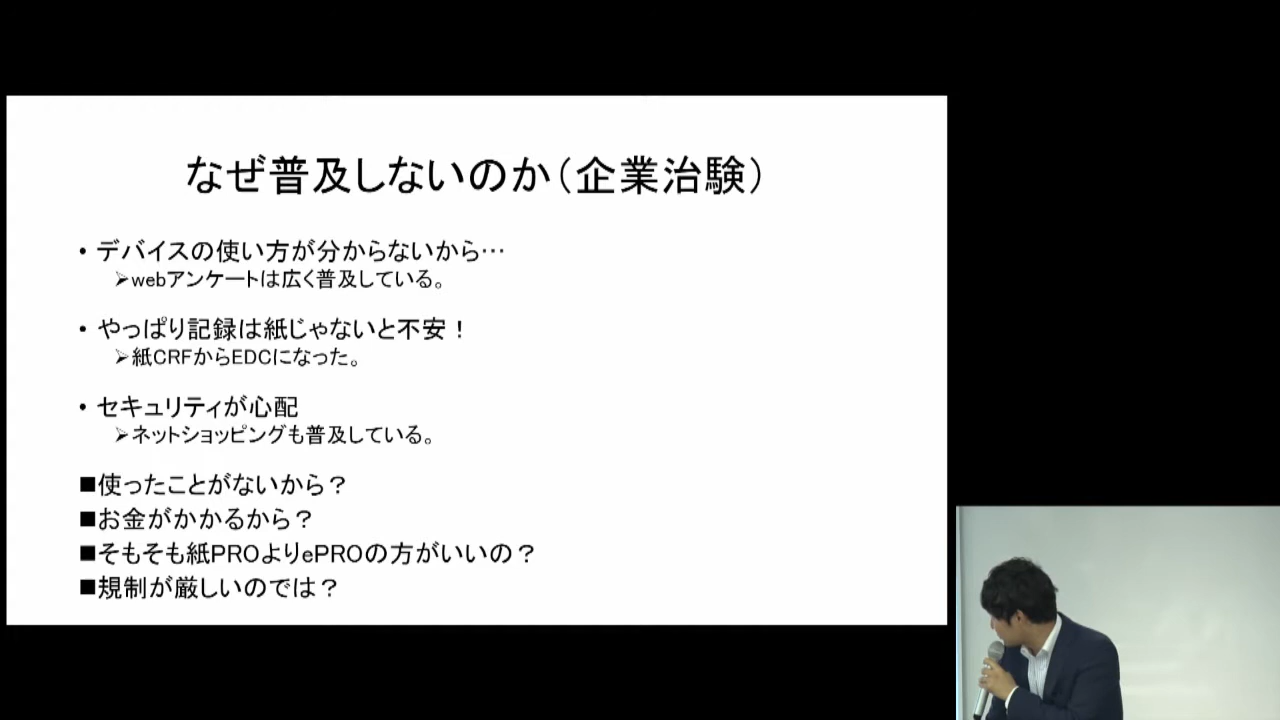 なぜ普及しないのか（企業治験）
• デバイスの使い方が分からないから…
➢webアンケートは広く普及している。
• やっぱり記録は紙じゃないと不安！
➢紙CRFからEDCになった。
• セキュリティが心配
➢ネットショッピングも普及している。
■使ったことがないから？
■お金がかかるから？
■そもそも紙PROよりePROの方がいいの？
■規制が厳しいのでは？